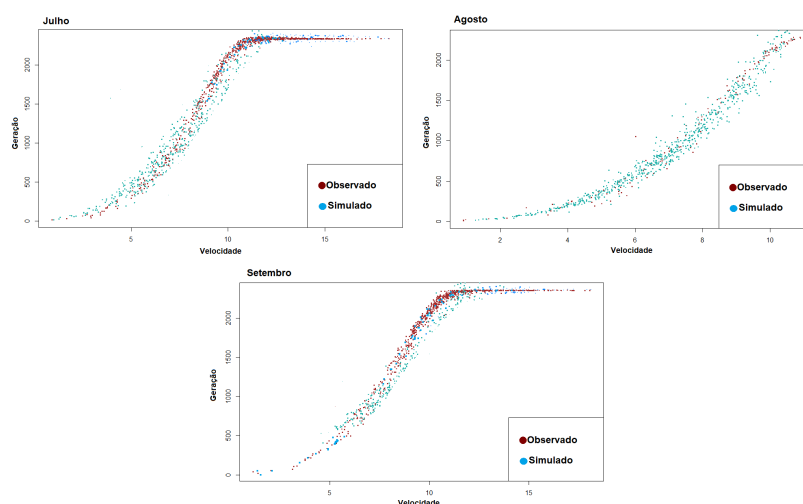 Julho
Geração
2000
1500
1000
500
0
5
10
15
Velocidade
Observado
Simulado
Agosto
Geração
2000
1500
1000
500
0
2
4
6
8
10
Velocidade
Observado
Simulado
Setembro
Geração
2000
1500
1000
500
0
5
10
15
Velocidade
Observado
Simulado